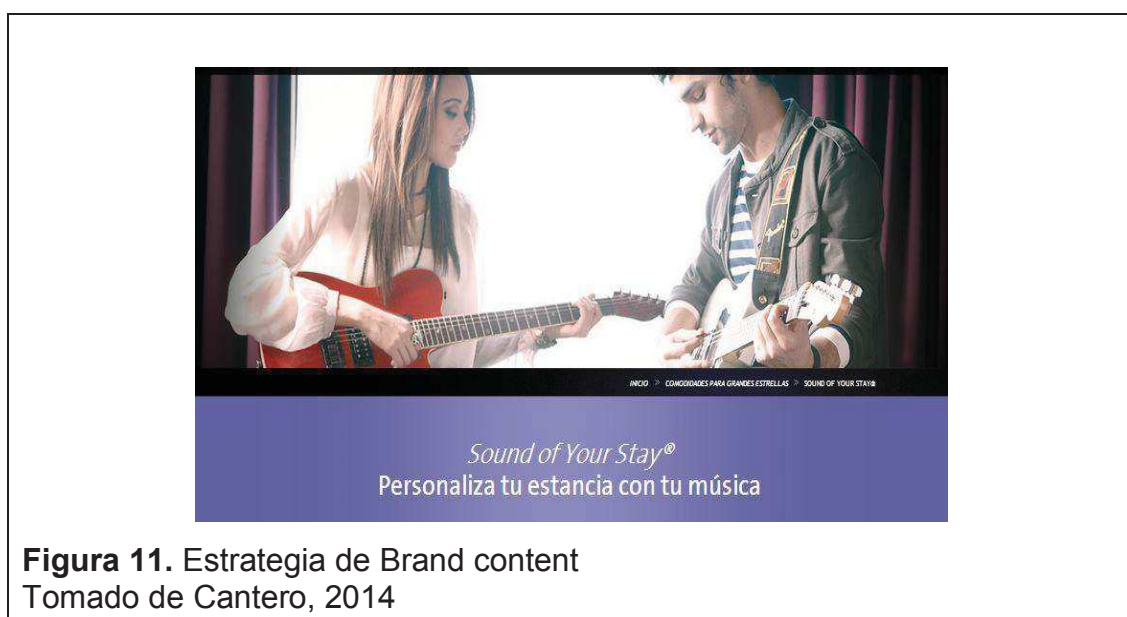 INICIO > COMODIDADES PARA GRANDES ESTRELLAS > SOUND OF YOUR STAY®
Sound of Your Stay®
Personaliza tu estancia con tu música
Figura 11. Estrategia de Brand content
Tomado de Cantero, 2014